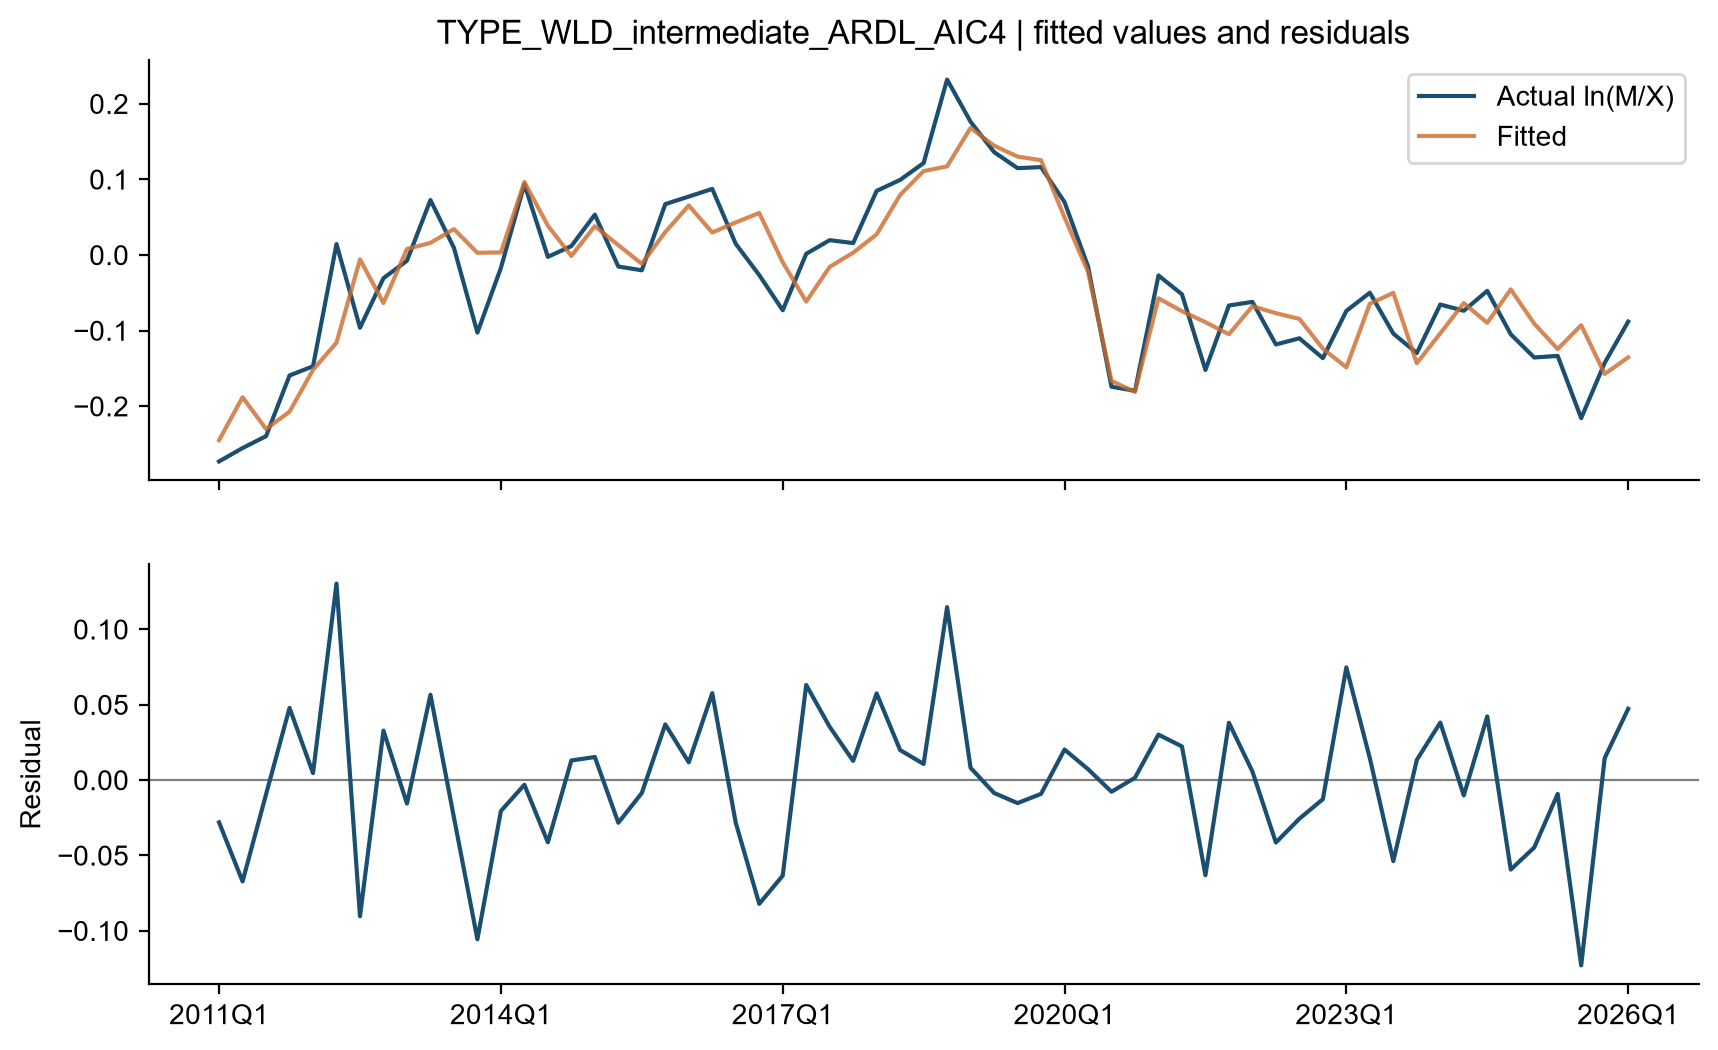 TYPE_WLD_intermediate_ARDL_AIC4 | fitted values and residuals
Actual ln(M/X)
Fitted
0.2
0.1
0.0
−0.1
−0.2
Residual
0.10
0.05
0.00
−0.05
−0.10
2011Q1 2014Q1 2017Q1 2020Q1 2023Q1 2026Q1